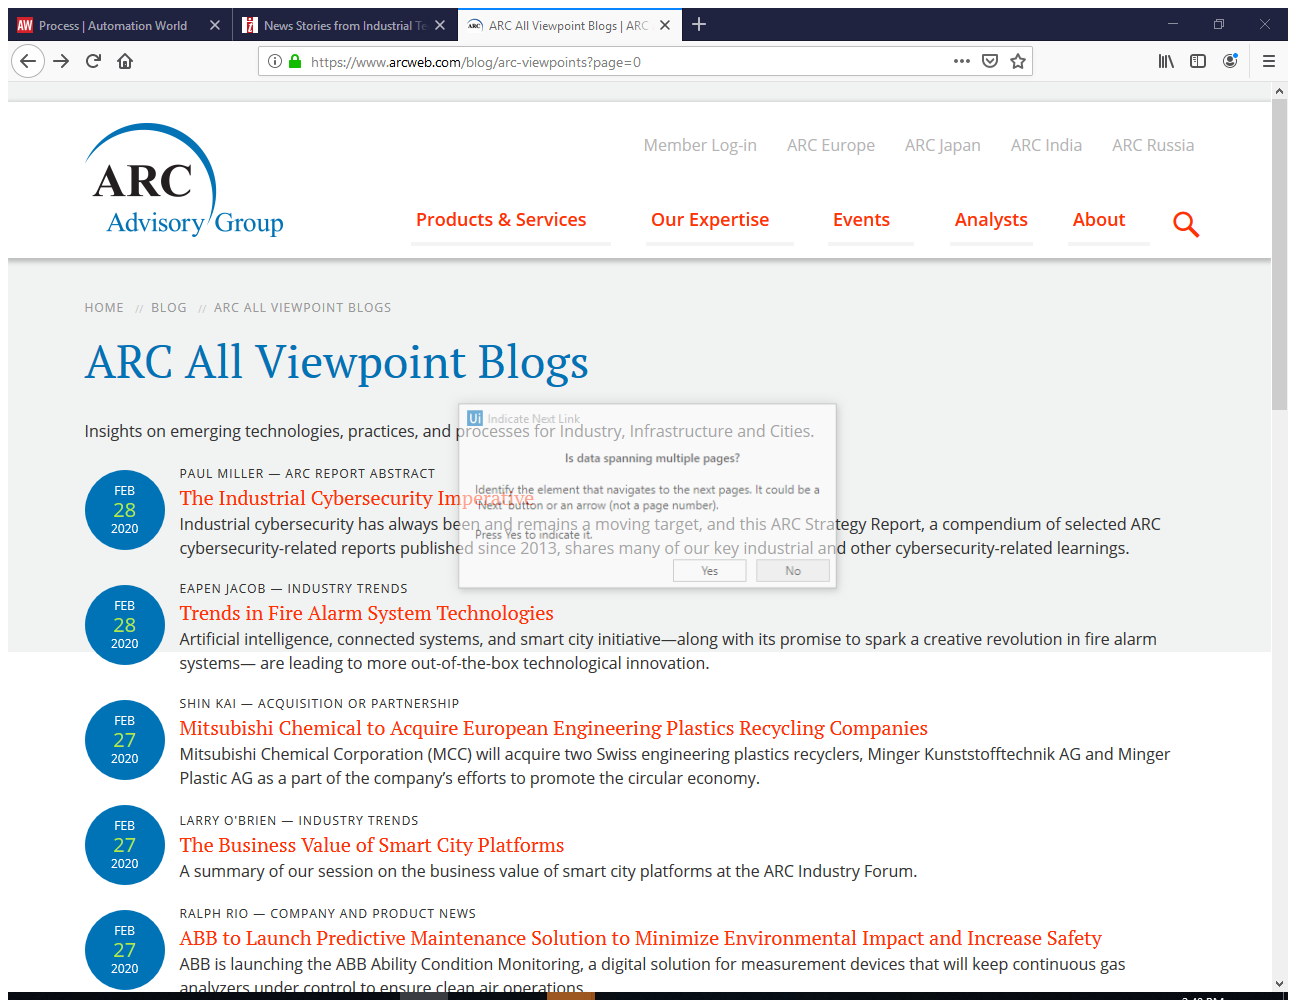 Process | Automation World
News Stories from Industrial Te
ARC All Viewpoint Blogs | ARC
https://www.arcweb.com/blog/arc-viewpoints?page=0
Member Log-in ARC Europe ARC Japan ARC India ARC Russia
ARC
Advisory Group
Products & Services Our Expertise Events Analysts About
HOME // BLOG // ARC ALL VIEWPOINT BLOGS
ARC All Viewpoint Blogs
Insights on emerging technologies, practices, and processes for Industry, Infrastructure and Cities.
Ui Indicate Next Link
Is data spanning multiple pages?
Identify the element that navigates to the next pages. It could be a
'Next' button or an arrow (not a page number).
Press Yes to indicate it.
Yes No
FEB
28
2020
PAUL MILLER — ARC REPORT ABSTRACT
The Industrial Cybersecurity Imperative
Industrial cybersecurity has always been and remains a moving target, and this ARC Strategy Report, a compendium of selected ARC
cybersecurity-related reports published since 2013, shares many of our key industrial and other cybersecurity-related learnings.
FEB
28
2020
EAPEN JACOB — INDUSTRY TRENDS
Trends in Fire Alarm System Technologies
Artificial intelligence, connected systems, and smart city initiative—along with its promise to spark a creative revolution in fire alarm
systems— are leading to more out-of-the-box technological innovation.
FEB
27
2020
SHIN KAI — ACQUISITION OR PARTNERSHIP
Mitsubishi Chemical to Acquire European Engineering Plastics Recycling Companies
Mitsubishi Chemical Corporation (MCC) will acquire two Swiss engineering plastics recyclers, Minger Kunststofftechnik AG and Minger
Plastic AG as a part of the company's efforts to promote the circular economy.
FEB
27
2020
LARRY O'BRIEN — INDUSTRY TRENDS
The Business Value of Smart City Platforms
A summary of our session on the business value of smart city platforms at the ARC Industry Forum.
FEB
27
2020
RALPH RIO — COMPANY AND PRODUCT NEWS
ABB to Launch Predictive Maintenance Solution to Minimize Environmental Impact and Increase Safety
ABB is launching the ABB Ability Condition Monitoring, a digital solution for measurement devices that will keep continuous gas
analyzers under control to ensure clean air operations.